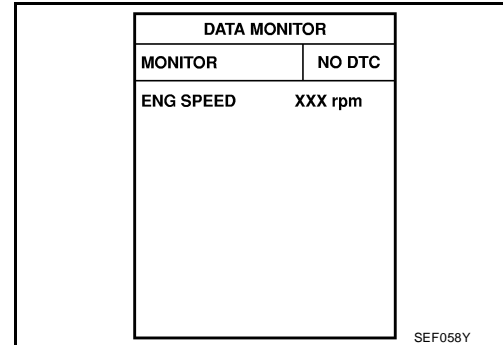 DATA MONITOR
MONITOR NO DTC
ENG SPEED XXX rpm
SEF058Y